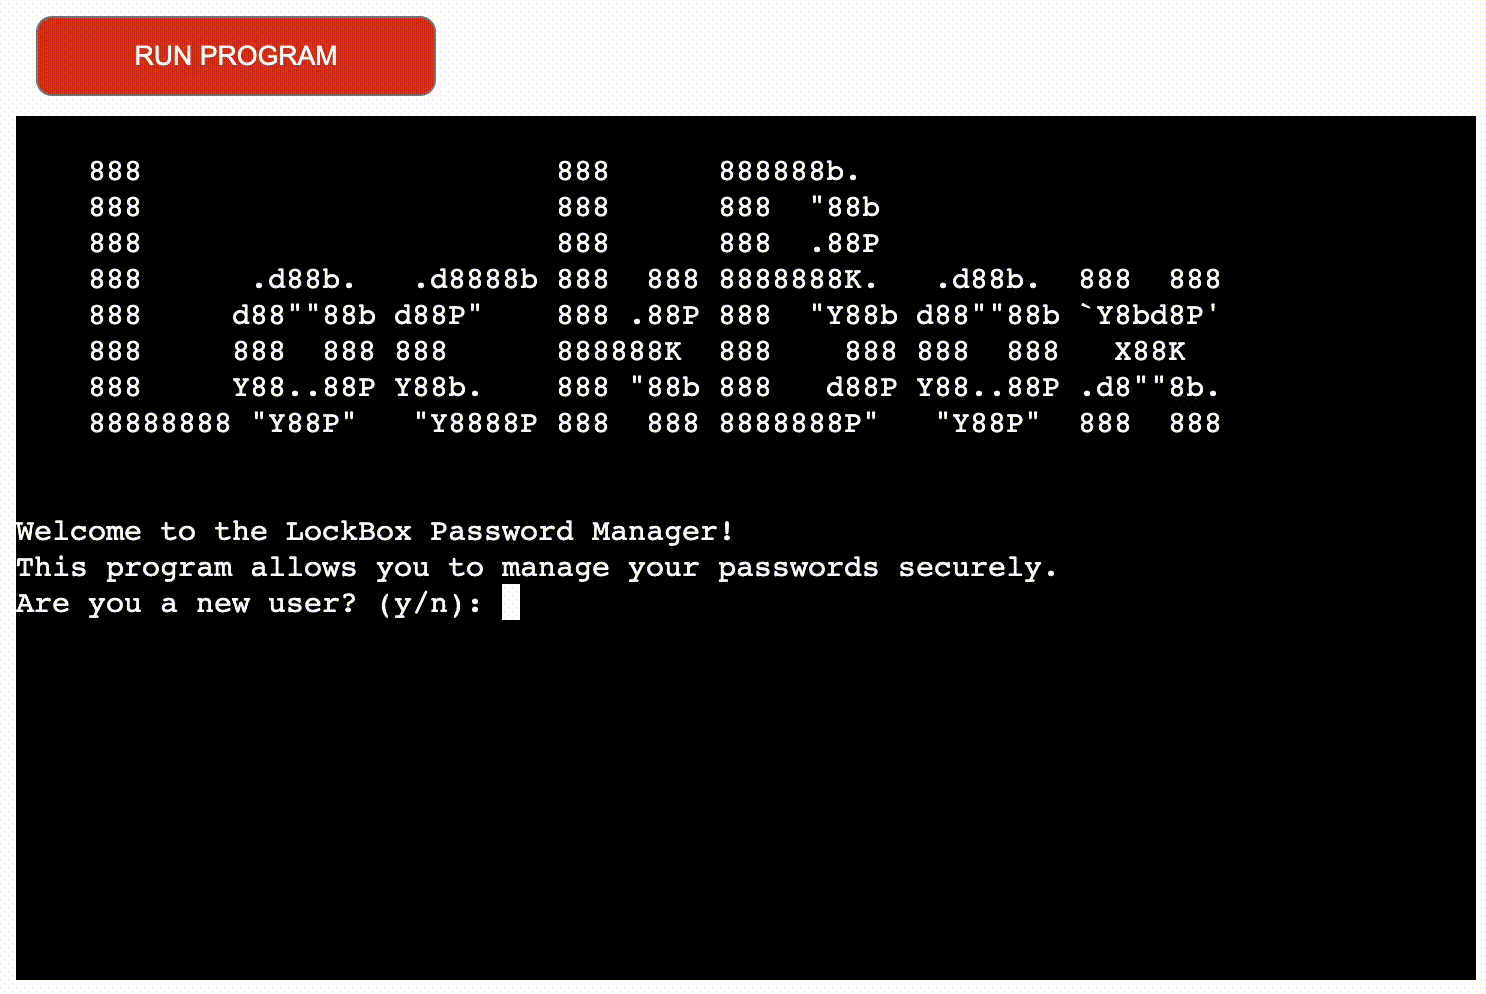 RUN PROGRAM
    888                       888      888888b.
    888                       888      888  "88b
    888                       888      888  .88P
    888      .d88b.   .d8888b 888  888 8888888K.   .d88b.  888  888
    888     d88""88b d88P"    888 .88P 888  "Y88b d88""88b `Y8bd8P'
    888     888  888 888      888888K  888    888 888  888   X88K
    888     Y88..88P Y88b.    888 "88b 888   d88P Y88..88P .d8""8b.
    88888888 "Y88P"   "Y8888P 888  888 8888888P"   "Y88P"  888  888
Welcome to the LockBox Password Manager!
This program allows you to manage your passwords securely.
Are you a new user? (y/n):